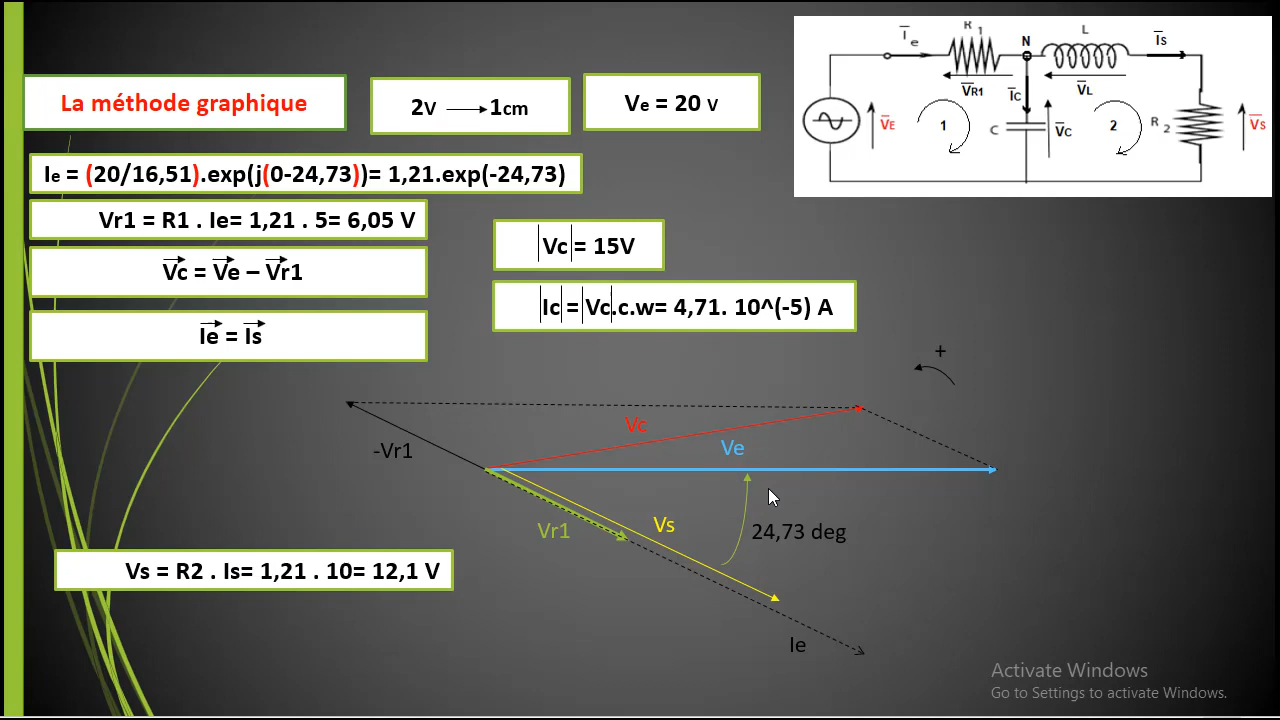 La méthode graphique
2V → 1cm
Ve = 20 V
Ie = (20/16,51).exp(j(0-24,73))= 1,21.exp(-24,73)
Vr1 = R1 . Ie= 1,21 . 5= 6,05 V
Vc = Ve – Vr1
Ie = Is
|Vc|= 15V
|Ic|=|Vc|.c.w= 4,71. 10^(-5) A
Ie
R1
N
L
IS
VR1
IC
VL
VE
1
C
VC
2
R2
VS
+
Vc
-Vr1
Ve
Vr1
Vs
24,73 deg
Vs = R2 . Is= 1,21 . 10= 12,1 V
Ie
Activate Windows
Go to Settings to activate Windows.